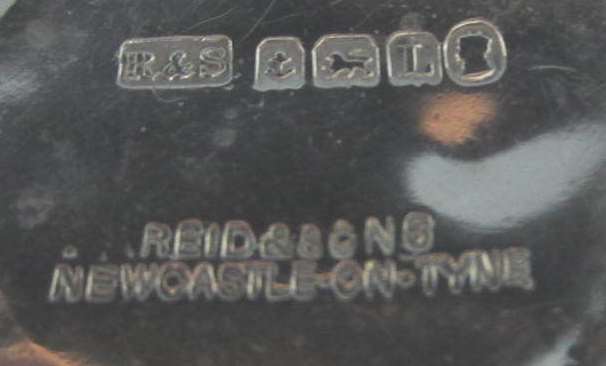 R&S L
REID & SONS
NEWCASTLE-ON-TYNE